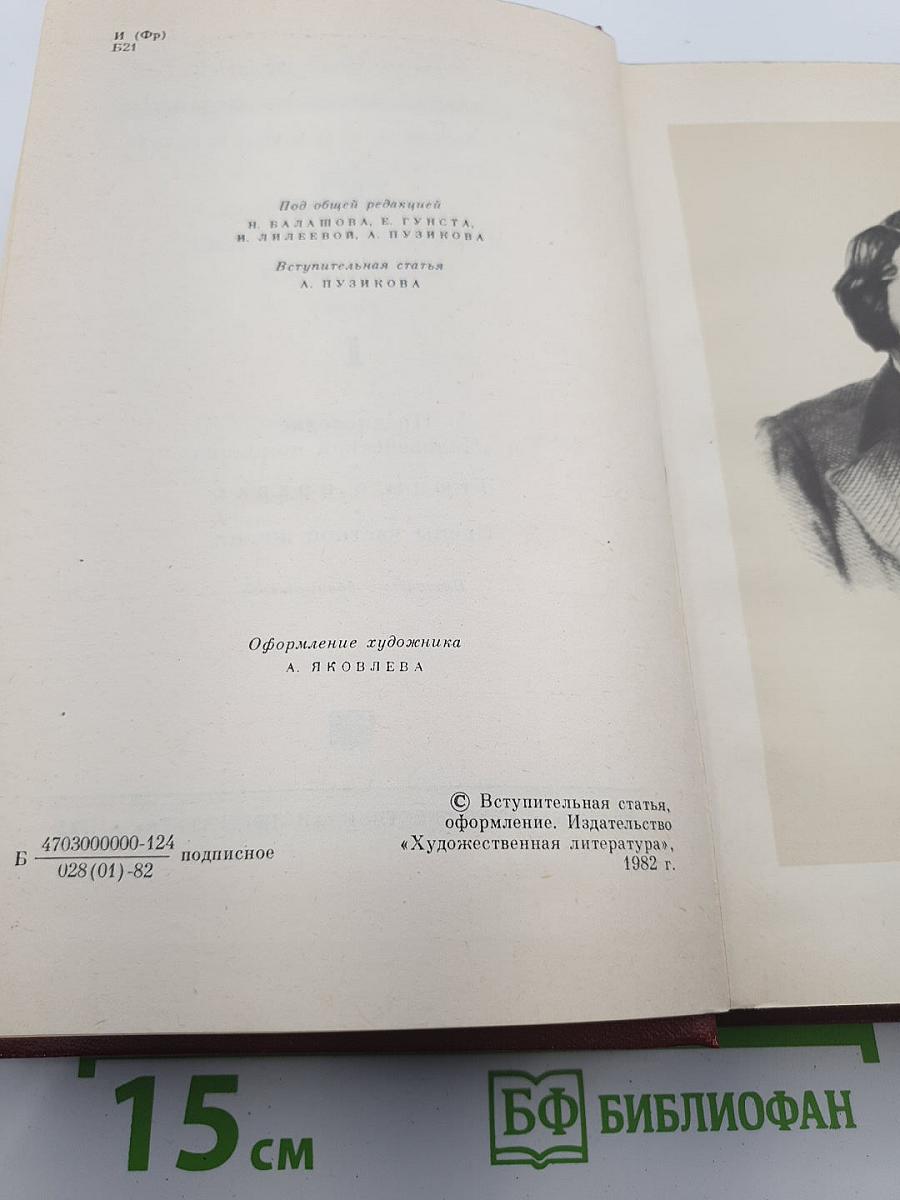 И (Фр)
Б21
Под общей редакцией
Н. БАЛАШОВА, Е. ГУНСТА,
И. ЛИЛЕЕВОЙ, А. ПУЗИКОВА
Вступительная статья
А. ПУЗИКОВА
Оформление художника
А. ЯКОВЛЕВА
© Вступительная статья,
оформление. Издательство
«Художественная литература»,
1982 г.
Б 4703000000-124 подписное
028(01)-82
15 см
БФ БИБЛИОФАН